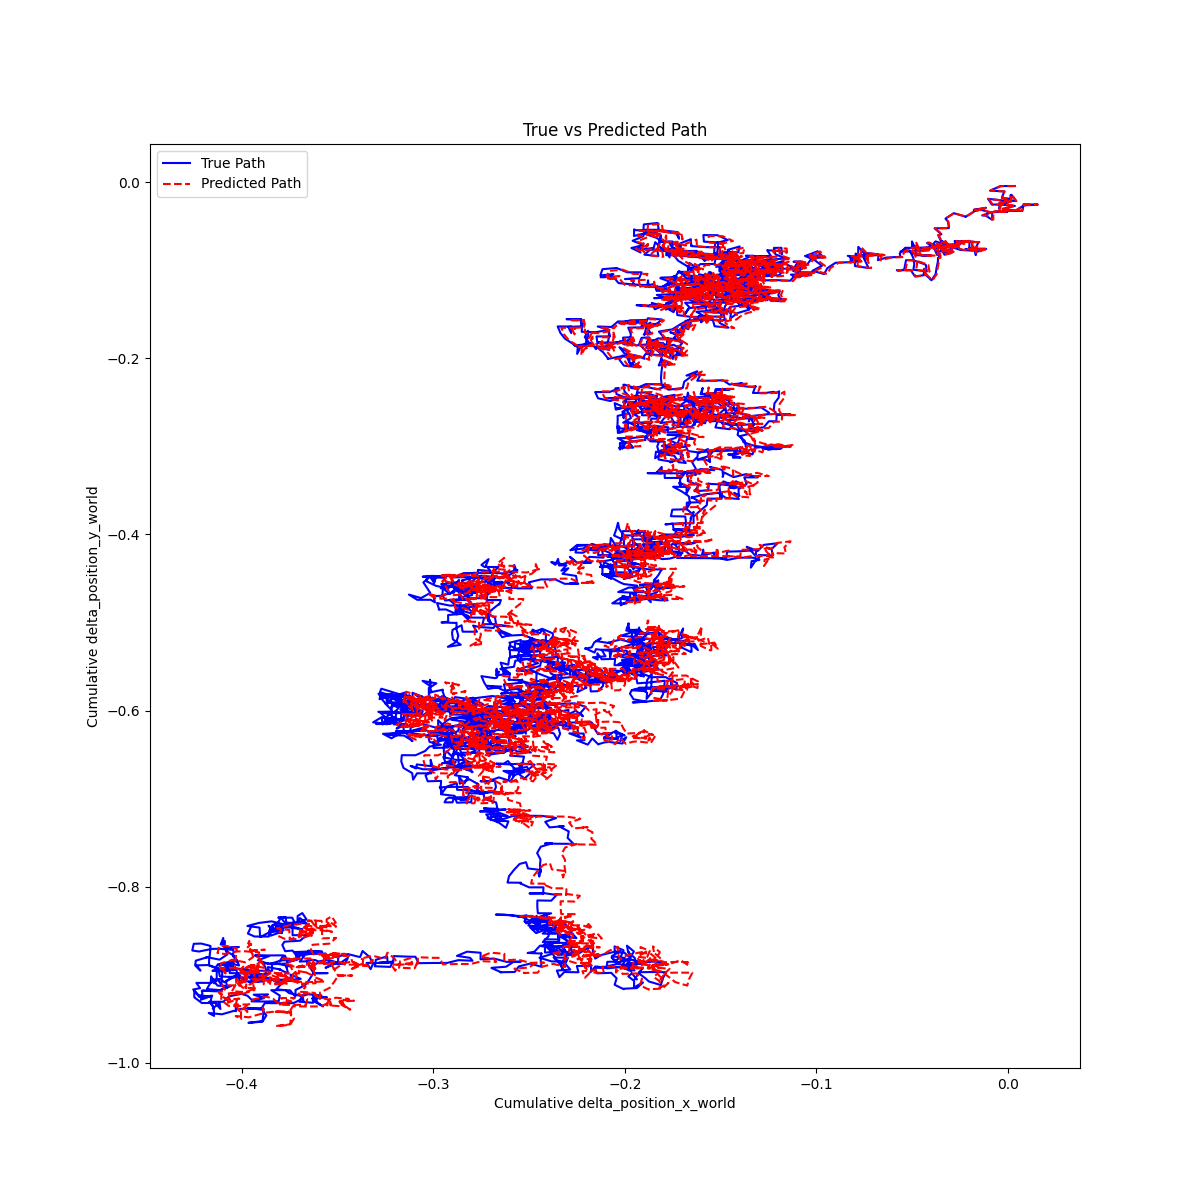 True vs Predicted Path
True Path
Predicted Path
0.0
−0.2
−0.4
−0.6
−0.8
−1.0
Cumulative delta_position_y_world
−0.4
−0.3
−0.2
−0.1
0.0
Cumulative delta_position_x_world